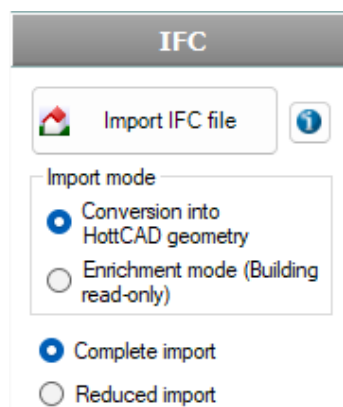 IFC
Import IFC file
Import mode
Conversion into
HottCAD geometry
Enrichment mode (Building
read-only)
Complete import
Reduced import